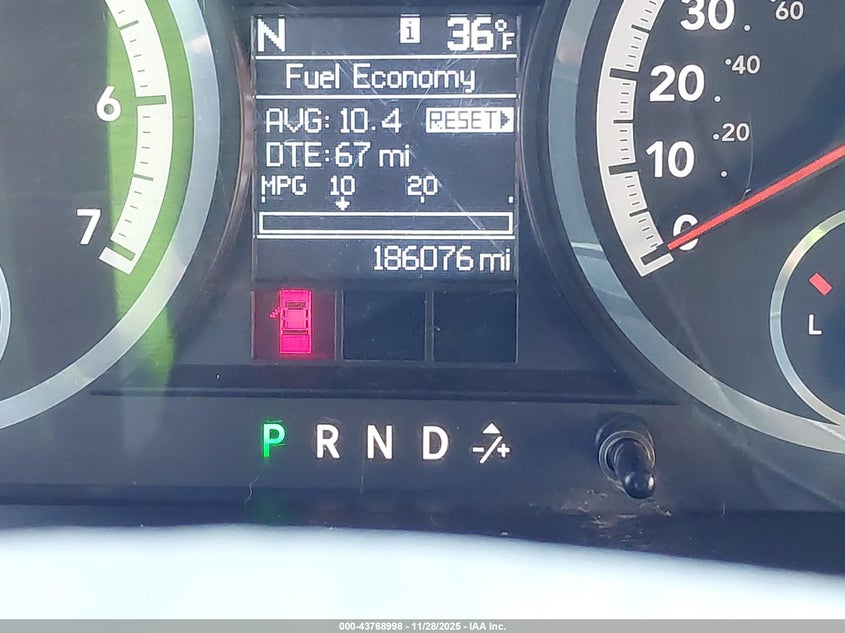 N i 36°F
Fuel Economy
AVG: 10.4 RESET
DTE: 67 mi
MPG 10 20
186076 mi
6
7
30
60
20
40
20
10
0
L
P R N D -/+
000-43768998 - 11/28/2025 - IAA Inc.